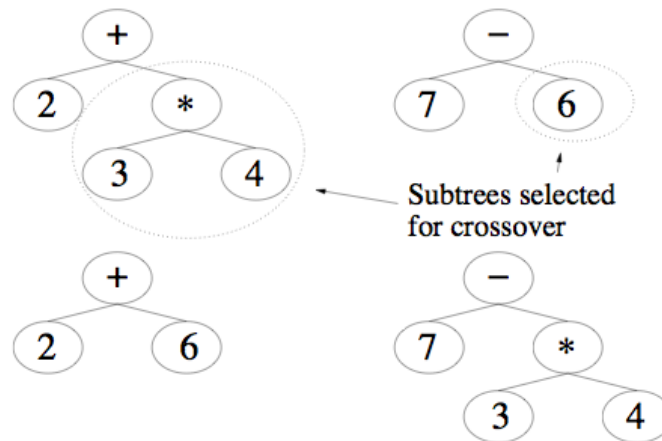 + −
2 * 7 6
3 4
Subtrees selected
for crossover
+ −
2 6 7 *
3 4